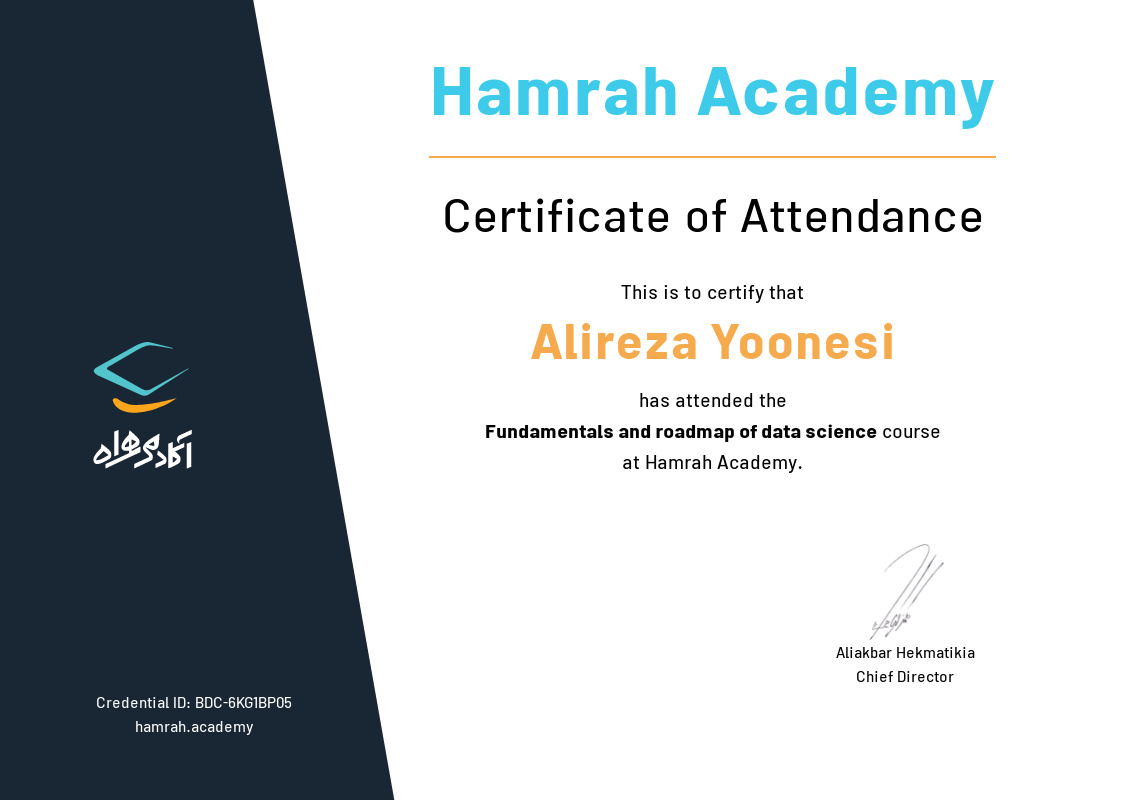 Hamrah Academy
Certificate of Attendance
This is to certify that
Alireza Yoonesi
has attended the
Fundamentals and roadmap of data science course
at Hamrah Academy.
آکادمی همراه
Aliakbar Hekmatikia
Chief Director
Credential ID: BDC-6KG1BP05
hamrah.academy